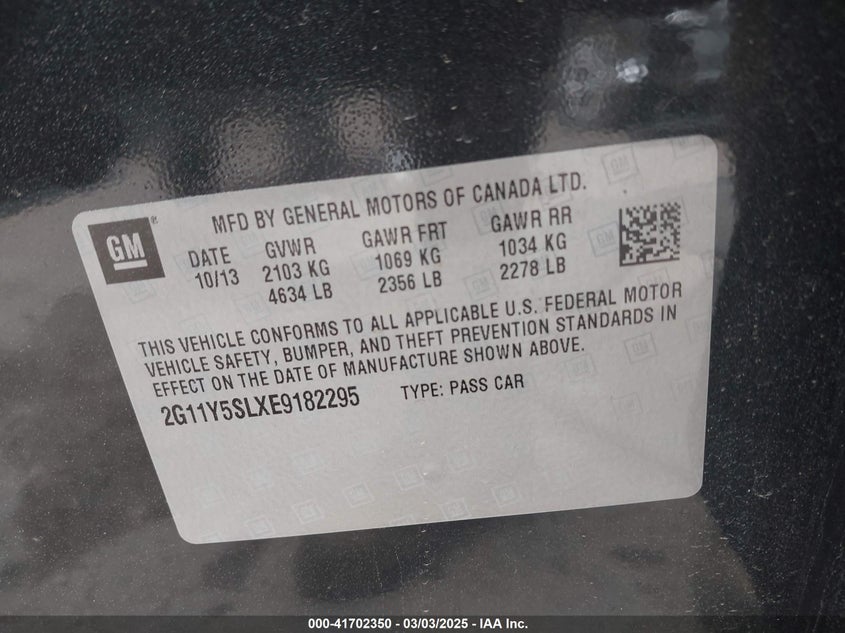 GM®
MFD BY GENERAL MOTORS OF CANADA LTD.
DATE GVWR GAWR FRT GAWR RR
10/13 2103 KG 1069 KG 1034 KG
4634 LB 2356 LB 2278 LB
THIS VEHICLE CONFORMS TO ALL APPLICABLE U.S. FEDERAL MOTOR
VEHICLE SAFETY, BUMPER, AND THEFT PREVENTION STANDARDS IN
EFFECT ON THE DATE OF MANUFACTURE SHOWN ABOVE.
2G11Y5SLXE9182295 TYPE: PASS CAR
000-41702350 - 03/03/2025 - IAA Inc.